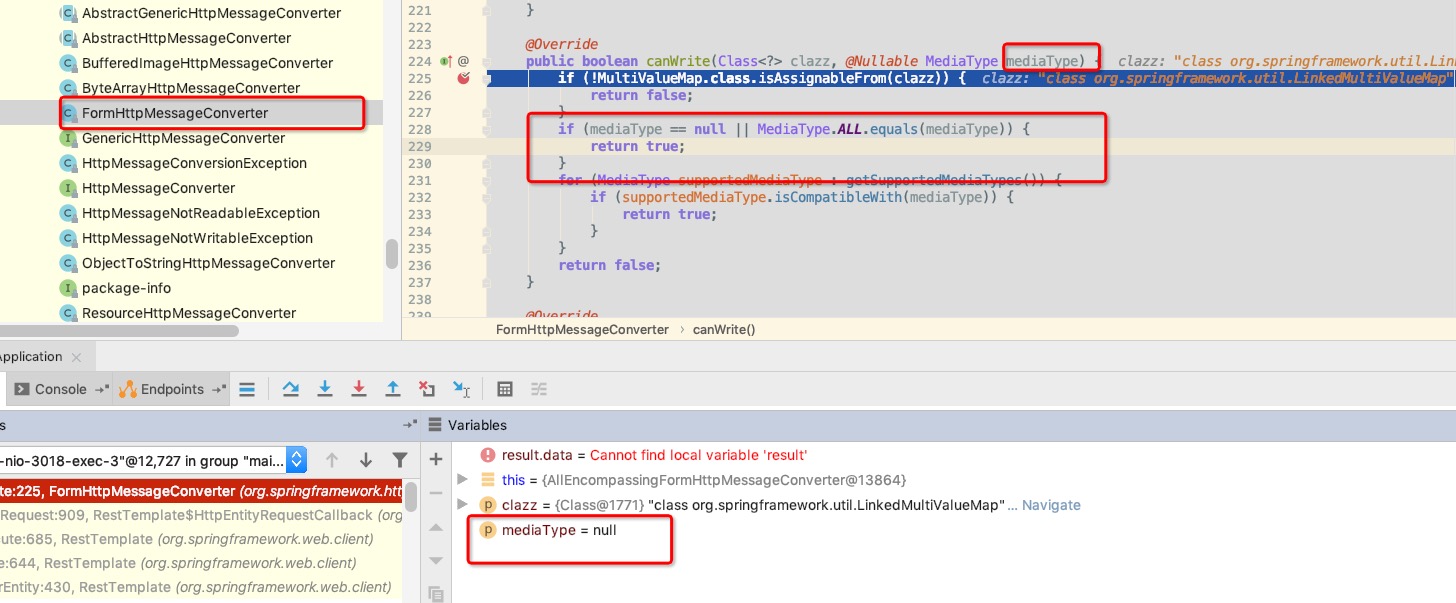 AbstractGenericHttpMessageConverter
AbstractHttpMessageConverter
BufferedImageHttpMessageConverter
ByteArrayHttpMessageConverter
FormHttpMessageConverter
GenericHttpMessageConverter
HttpMessageConversionException
HttpMessageConverter
HttpMessageNotReadableException
HttpMessageNotWritableException
ObjectToStringHttpMessageConverter
package-info
ResourceHttpMessageConverter
221 }
222
223 @Override
224 @ public boolean canWrite(Class<?> clazz, @Nullable MediaType mediaType) { clazz: "class org.springframework.util.Lin
225 if (!MultiValueMap.class.isAssignableFrom(clazz)) { clazz: "class org.springframework.util.LinkedMultiValueMap"
226 return false;
227 }
228 if (mediaType == null || MediaType.ALL.equals(mediaType)) {
229 return true;
230 }
231 for (MediaType supportedMediaType : getSupportedMediaTypes()) {
232 if (supportedMediaType.isCompatibleWith(mediaType)) {
233 return true;
234 }
235 }
236 return false;
237 }
238
239 @Override
FormHttpMessageConverter › canWrite()
Application
Console Endpoints
s Variables
-nio-3018-exec-3"@12,727 in group "mai...
te:225, FormHttpMessageConverter (org.springframework.htt
Request:909, RestTemplate$HttpEntityRequestCallback (org
ute:685, RestTemplate (org.springframework.web.client)
e:644, RestTemplate (org.springframework.web.client)
rEntity:430, RestTemplate (org.springframework.web.client)
result.data = Cannot find local variable 'result'
this = {AllEncompassingFormHttpMessageConverter@13864}
p clazz = {Class@1771} "class org.springframework.util.LinkedMultiValueMap" ... Navigate
p mediaType = null